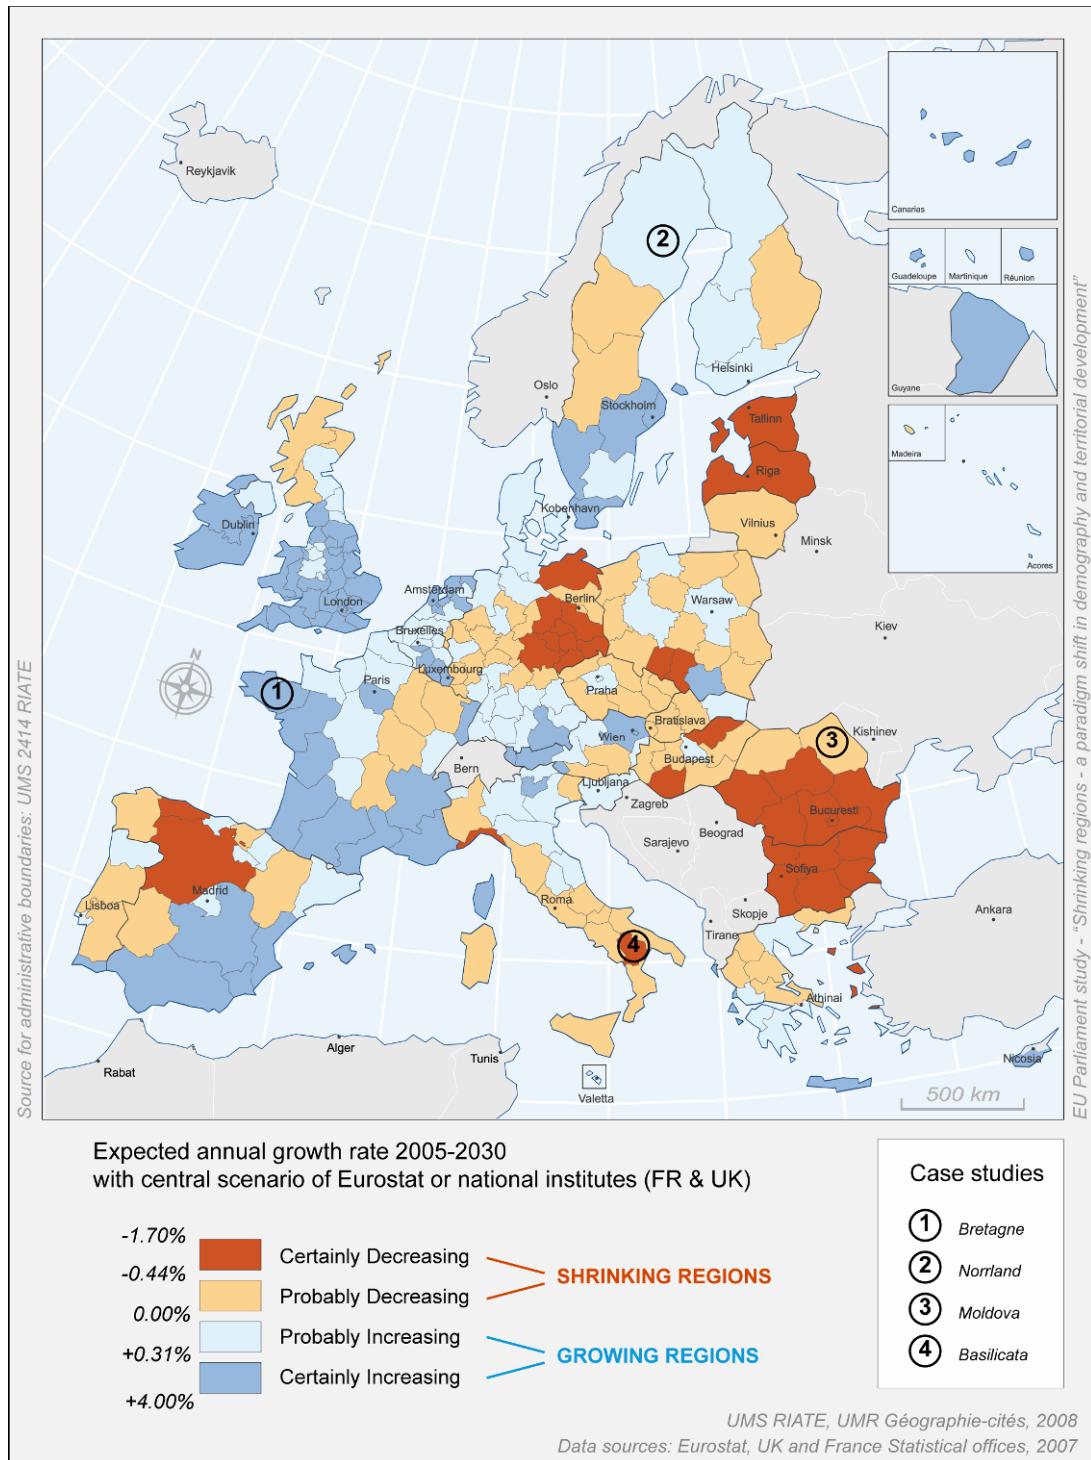 Reykjavik
Canarias
Guadeloupe
Martinique
Réunion
Guyane
Madeira
Acores
2
Oslo
Helsinki
Stockholm
Tallinn
Riga
Kobenhavn
Vilnius
Minsk
Dublin
Amsterdam
London
Berlin
Warsaw
Kiev
Bruxelles
Luxembourg
N
1
Paris
Praha
Bratislava
Wien
3
Kishinev
Budapest
Bern
Ljubljana
Zagreb
Bucuresti
Beograd
Sarajevo
Sofiya
Madrid
Lisboa
Roma
Skopje
Tirane
Ankara
4
Athinai
Nicosia
Alger
Tunis
Rabat
Valetta
500 km
Source for administrative boundaries: UMS 2414 RIATE
EU Parliament study - "Shrinking regions - a paradigm shift in demography and territorial development"
Expected annual growth rate 2005-2030
with central scenario of Eurostat or national institutes (FR & UK)
-1.70%
Certainly Decreasing
-0.44%
SHRINKING REGIONS
Probably Decreasing
0.00%
Probably Increasing
+0.31%
GROWING REGIONS
Certainly Increasing
+4.00%
Case studies
1 Bretagne
2 Norrland
3 Moldova
4 Basilicata
UMS RIATE, UMR Géographie-cités, 2008
Data sources: Eurostat, UK and France Statistical offices, 2007